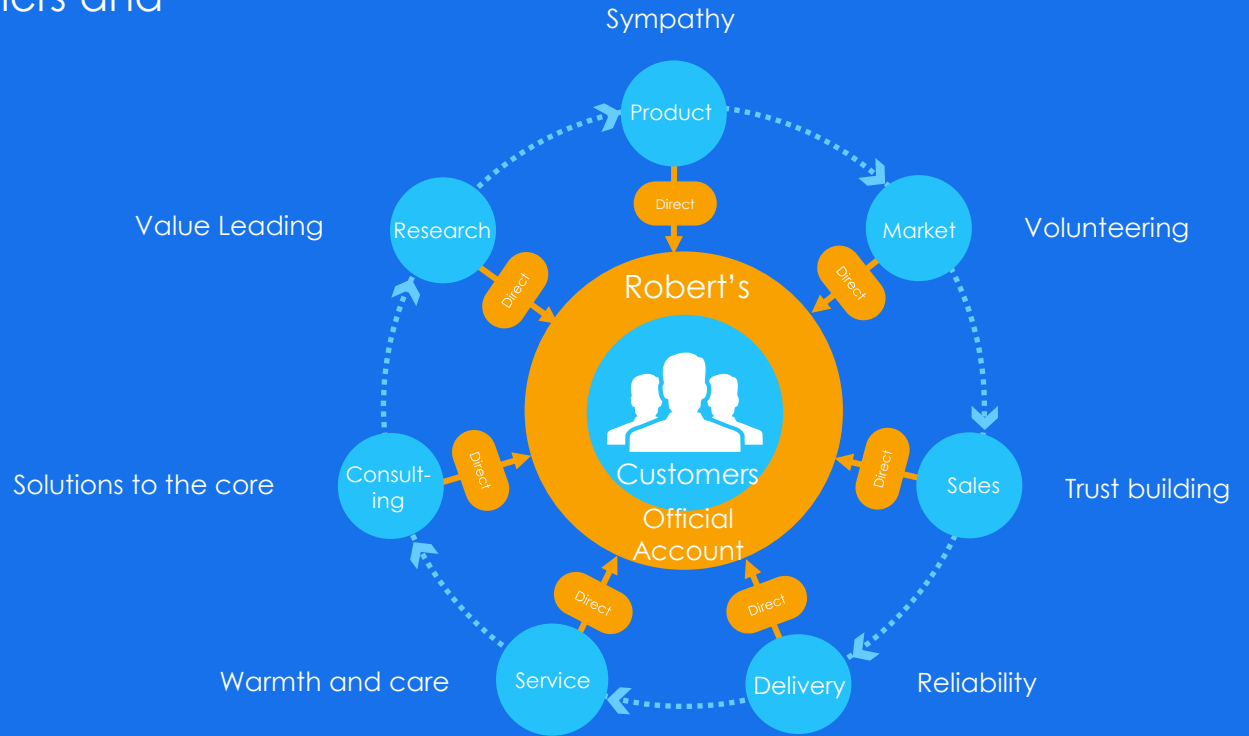 and
Sympathy
Product
Direct
Value Leading
Research
Direct
Market
Volunteering
Direct
Robert's
Customers
Official
Account
Solutions to the core
Consult-
ing
Direct
Direct
Sales
Trust building
Direct
Direct
Warmth and care
Service
Delivery
Reliability